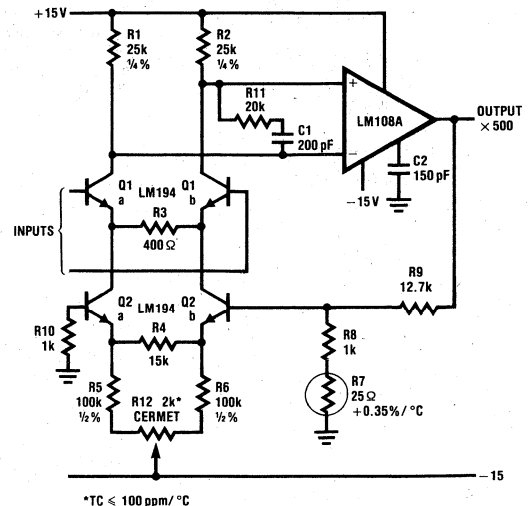 +15V
R1
25k
¼ %
R2
25k
¼ %
R11
20k
C1
200 pF
+
−
LM108A
OUTPUT
×500
C2
150 pF
−15V
Q1
a
LM194
Q1
b
R3
400 Ω
INPUTS
R9
12.7k
Q2
a
LM194
Q2
b
R10
1k
R4
15k
R8
1k
R7
25 Ω
+0.35%/°C
R5
100k
½ %
R12 2k*
CERMET
R6
100k
½ %
−15
*TC ⩽ 100 ppm/°C